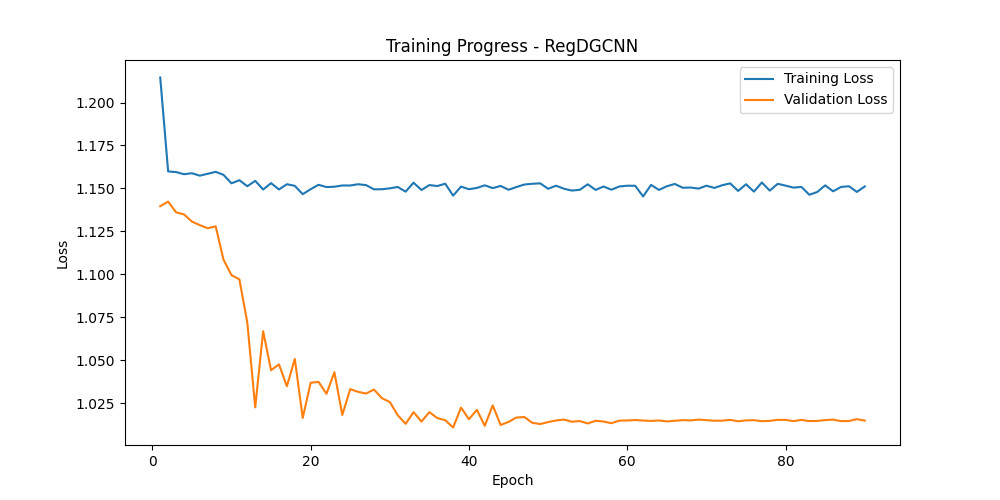 Training Progress - RegDGCNN
Training Loss
Validation Loss
1.200
1.175
1.150
1.125
1.100
1.075
1.050
1.025
Loss
0 20 40 60 80
Epoch